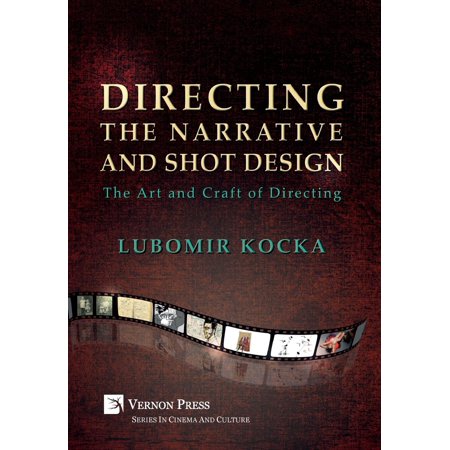 DIRECTING
THE NARRATIVE
AND SHOT DESIGN
The Art and Craft of Directing
LUBOMIR KOCKA
VERNON PRESS
SERIES IN CINEMA AND CULTURE